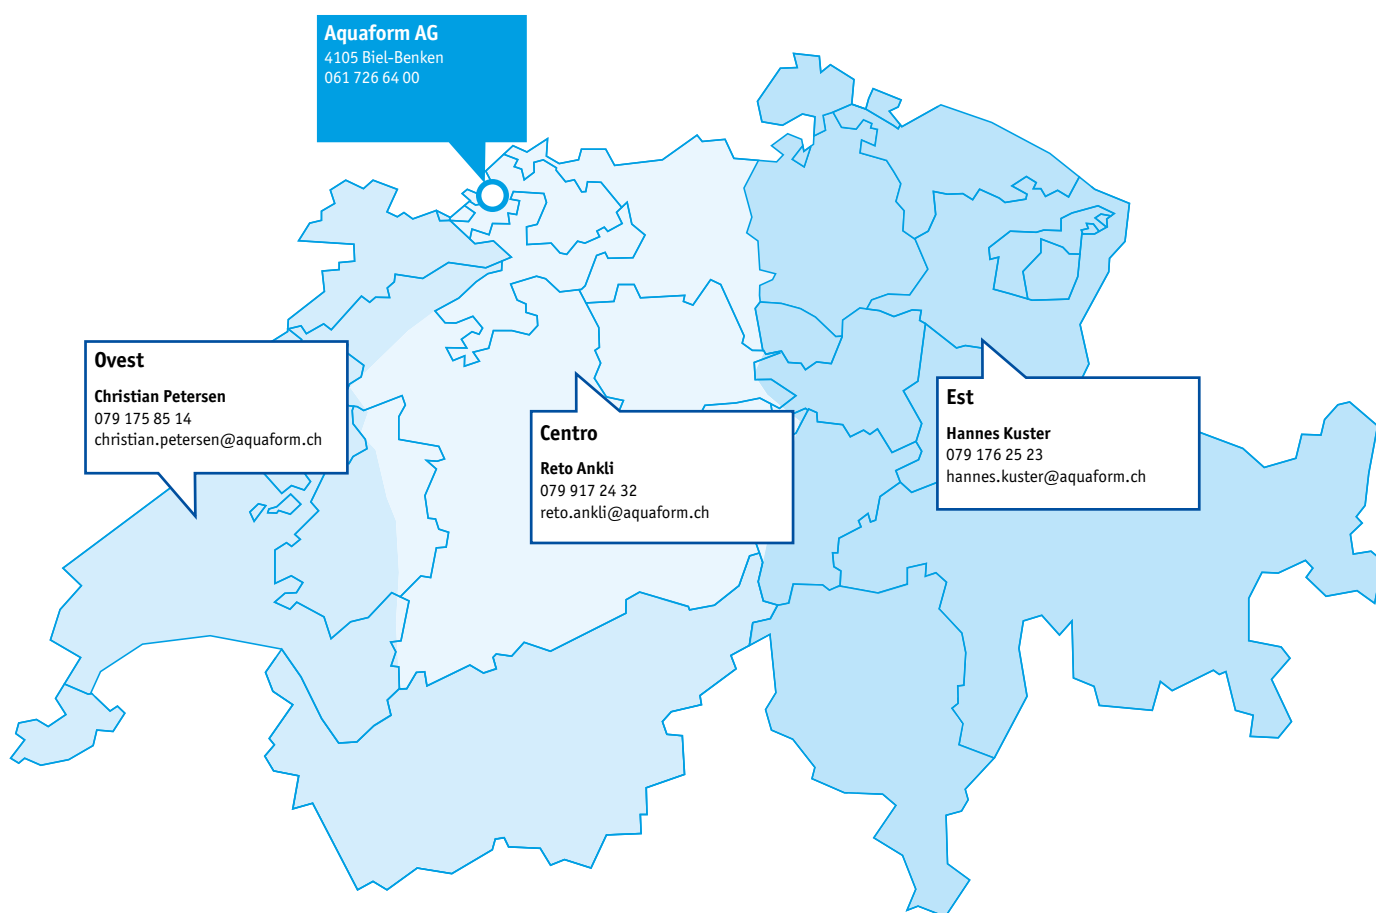 Aquaform AG
4105 Biel-Benken
061 726 64 00
Ovest
Christian Petersen
079 175 85 14
christian.petersen@aquaform.ch
Centro
Reto Ankli
079 917 24 32
reto.ankli@aquaform.ch
Est
Hannes Kuster
079 176 25 23
hannes.kuster@aquaform.ch